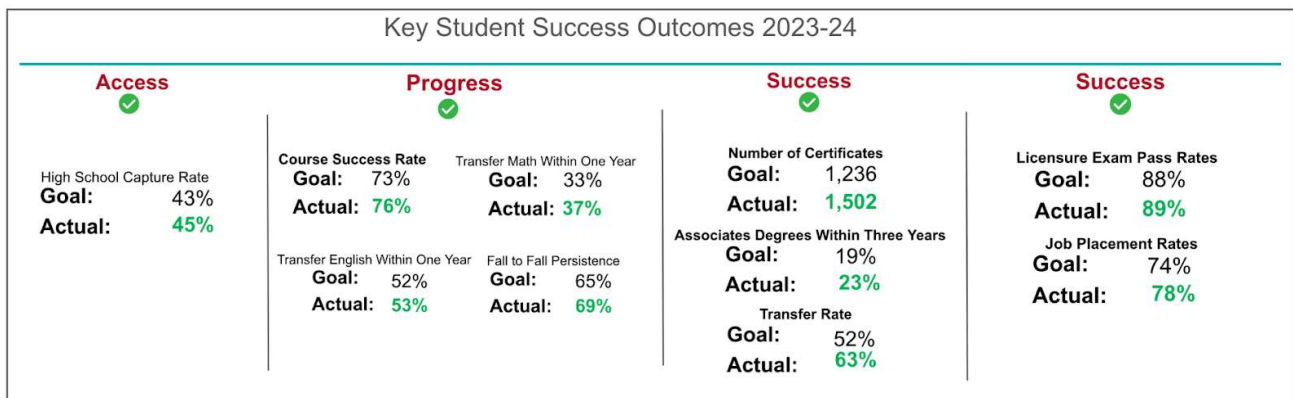 Key Student Success Outcomes 2023-24
Access
High School Capture Rate
Goal: 43%
Actual: 45%
Progress
Course Success Rate
Goal: 73%
Actual: 76%
Transfer Math Within One Year
Goal: 33%
Actual: 37%
Transfer English Within One Year
Goal: 52%
Actual: 53%
Fall to Fall Persistence
Goal: 65%
Actual: 69%
Success
Number of Certificates
Goal: 1,236
Actual: 1,502
Associates Degrees Within Three Years
Goal: 19%
Actual: 23%
Transfer Rate
Goal: 52%
Actual: 63%
Success
Licensure Exam Pass Rates
Goal: 88%
Actual: 89%
Job Placement Rates
Goal: 74%
Actual: 78%